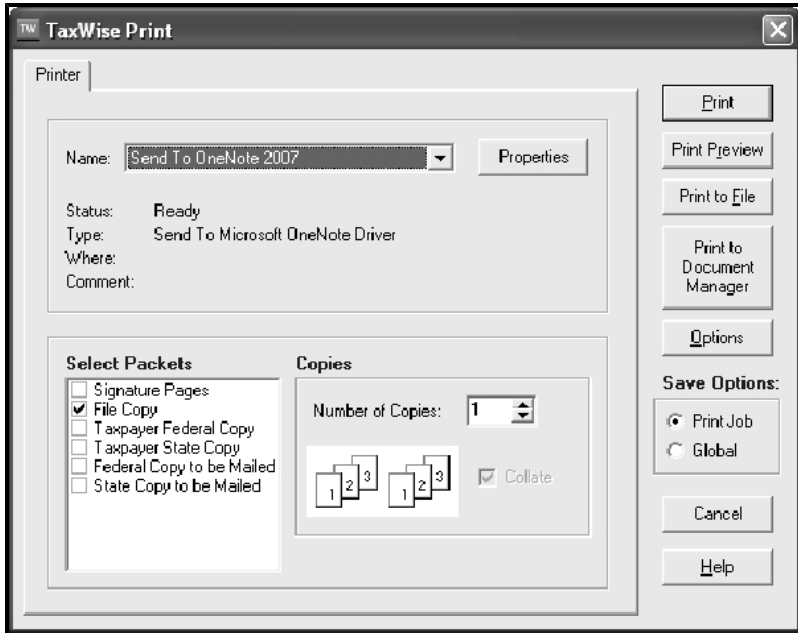 TW TaxWise Print
Printer
Name: Send To OneNote 2007
Properties
Status: Ready
Type: Send To Microsoft OneNote Driver
Where:
Comment:
Select Packets
Signature Pages
File Copy
Taxpayer Federal Copy
Taxpayer State Copy
Federal Copy to be Mailed
State Copy to be Mailed
Copies
Number of Copies: 1
1 2 3 1 2 3
Collate
Print
Print Preview
Print to File
Print to
Document
Manager
Options
Save Options:
Print Job
Global
Cancel
Help